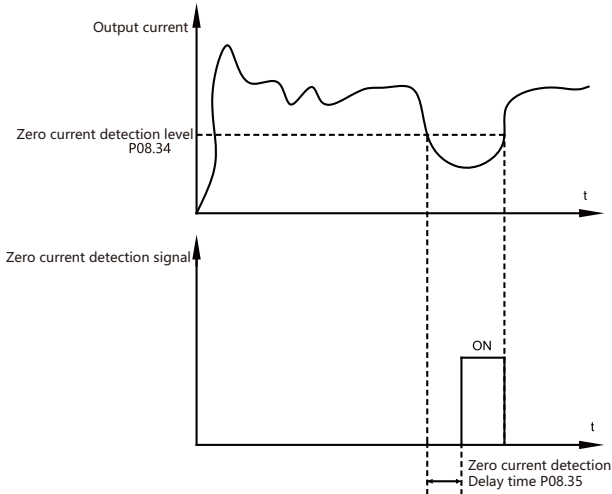 Output current
Zero current detection level
P08.34
t
Zero current detection signal
ON
t
Zero current detection
Delay time P08.35